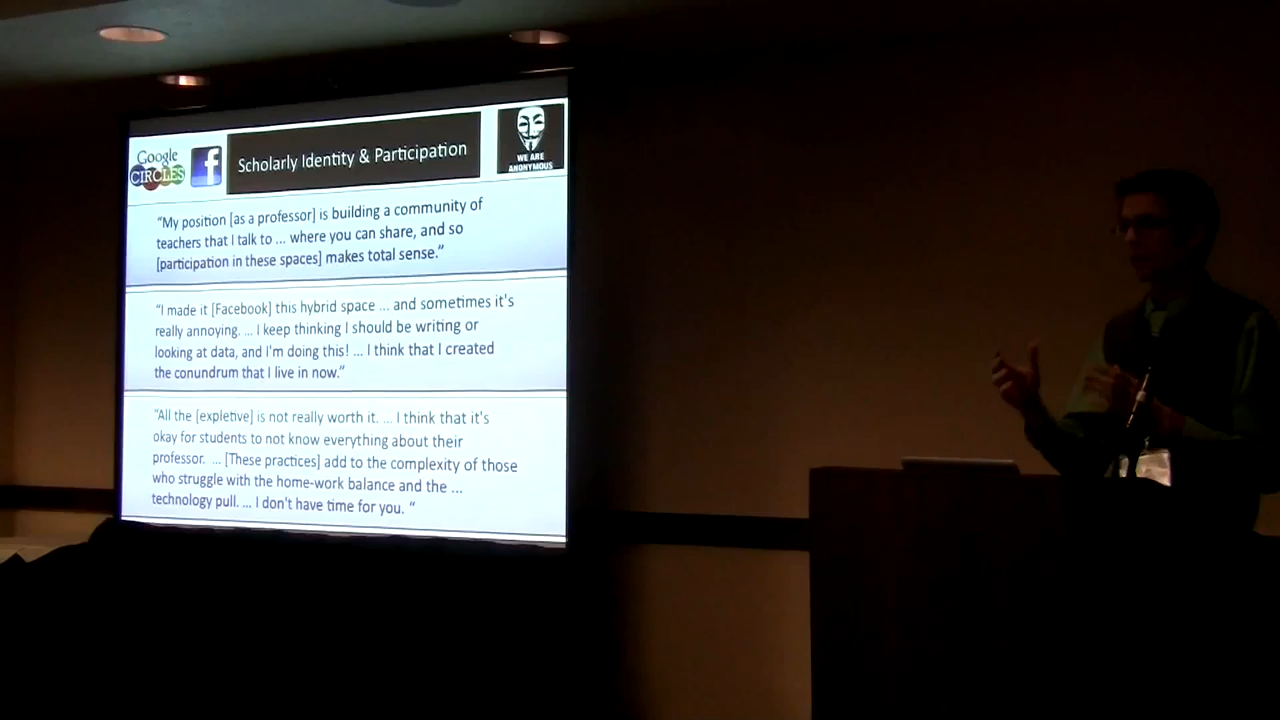 Google
CIRCLES
f
Scholarly Identity & Participation
WE ARE
ANONYMOUS
“My position [as a professor] is building a community of
teachers that I talk to ... where you can share, and so
[participation in these spaces] makes total sense.”
“I made it [Facebook] this hybrid space ... and sometimes it's
really annoying. ... I keep thinking I should be writing or
looking at data, and I'm doing this! ... I think that I created
the conundrum that I live in now.”
“All the [expletive] is not really worth it. ... I think that it's
okay for students to not know everything about their
professor. ... [These practices] add to the complexity of those
who struggle with the home-work balance and the ...
technology pull. ... I don't have time for you. “